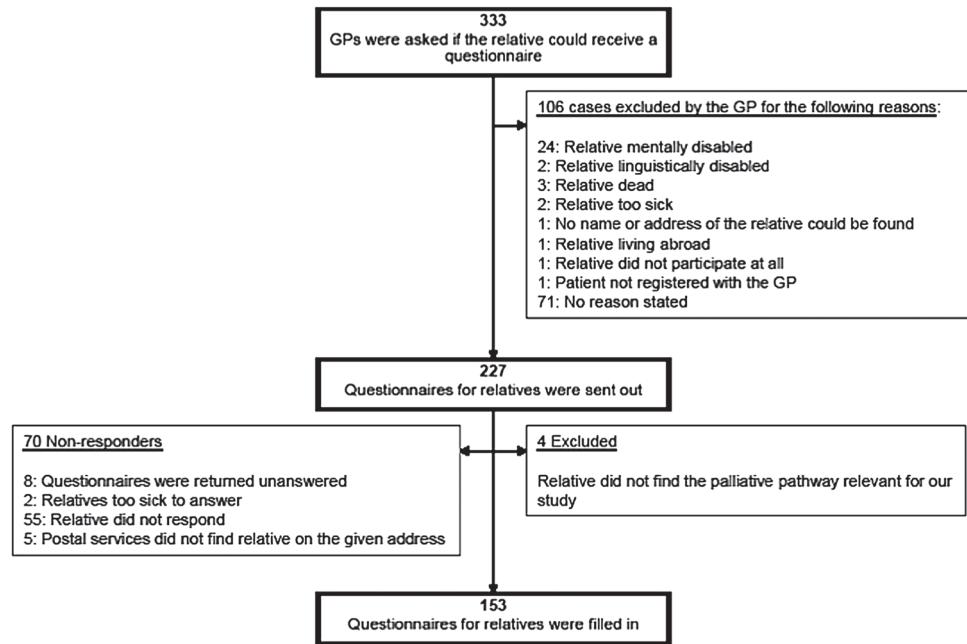 333
GPs were asked if the relative could receive a
questionnaire
106 cases excluded by the GP for the following reasons:
24: Relative mentally disabled
2: Relative linguistically disabled
3: Relative dead
2: Relative too sick
1: No name or address of the relative could be found
1: Relative living abroad
1: Relative did not participate at all
1: Patient not registered with the GP
71: No reason stated
227
Questionnaires for relatives were sent out
70 Non-responders
8: Questionnaires were returned unanswered
2: Relatives too sick to answer
55: Relative did not respond
5: Postal services did not find relative on the given address
4 Excluded
Relative did not find the palliative pathway relevant for our
study
153
Questionnaires for relatives were filled in